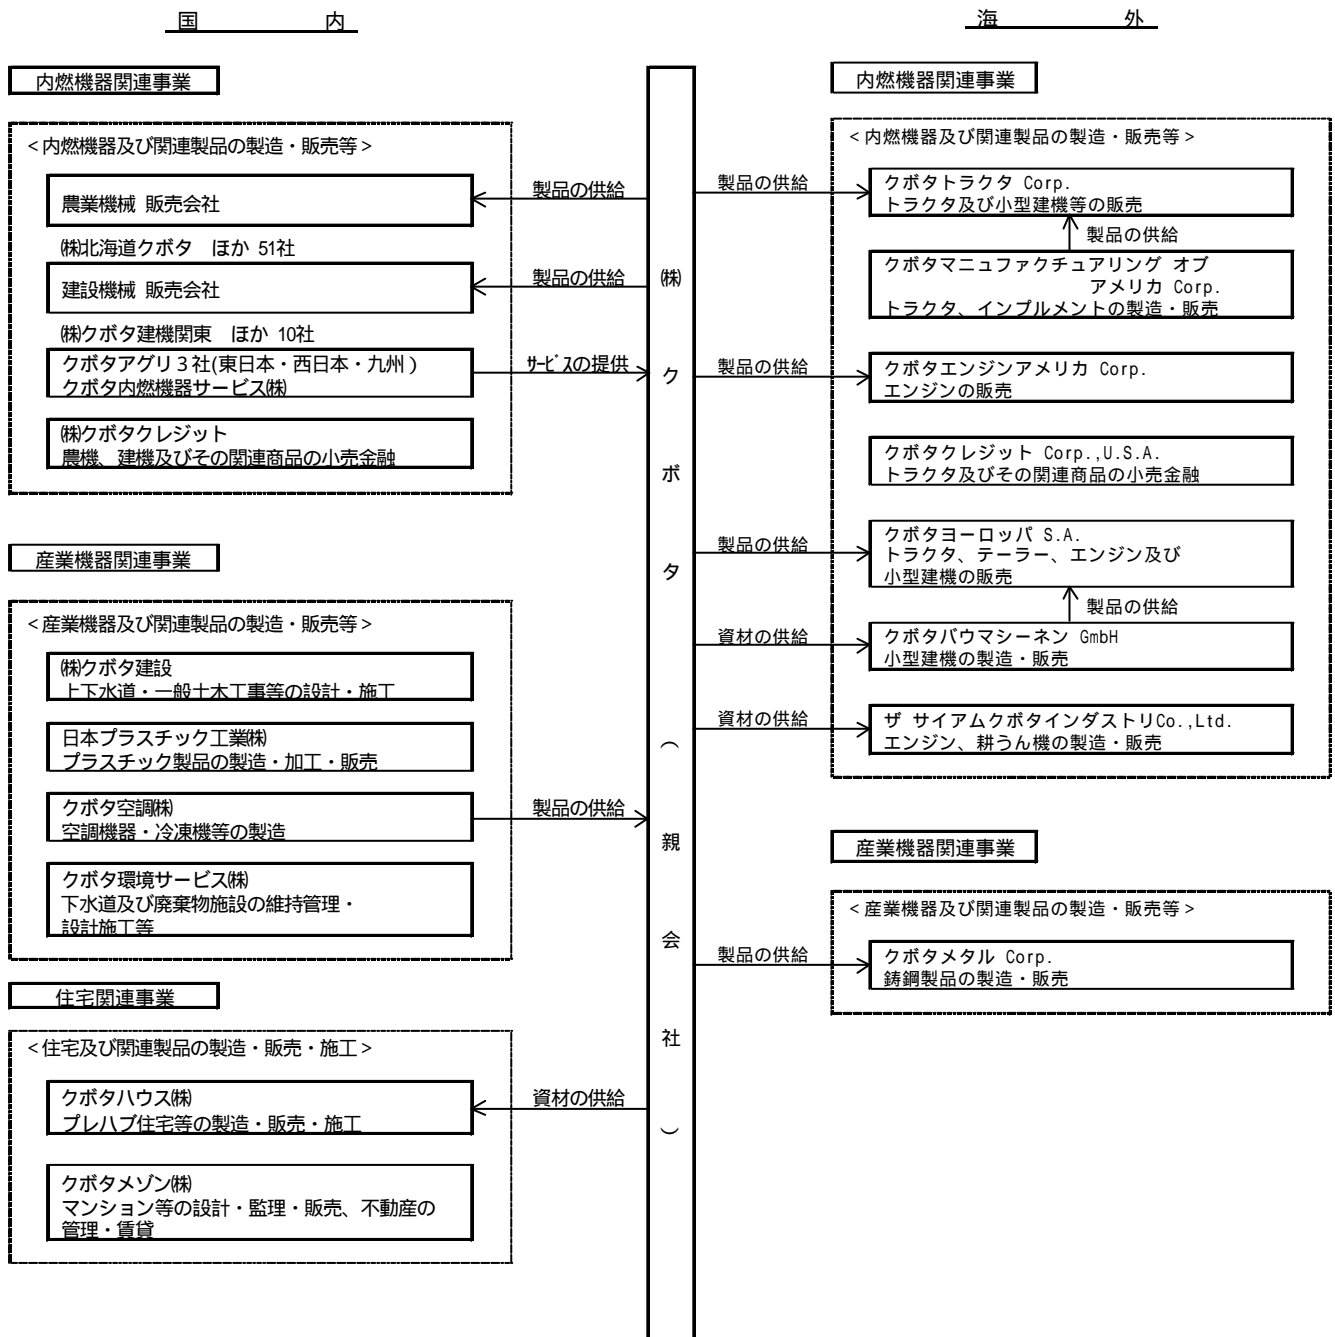 国　　　　　内
内燃機器関連事業
<内燃機器及び関連製品の製造・販売等>
農業機械 販売会社
㈱北海道クボタ　ほか 51社
製品の供給
建設機械 販売会社
㈱クボタ建機関東　ほか 10社
製品の供給
クボタアグリ３社(東日本・西日本・九州)
クボタ内燃機器サービス㈱
ｻｰﾋﾞｽの提供
㈱クボタクレジット
農機、建機及びその関連商品の小売金融
産業機器関連事業
<産業機器及び関連製品の製造・販売等>
㈱クボタ建設
上下水道・一般土木工事等の設計・施工
日本プラスチック工業㈱
プラスチック製品の製造・加工・販売
クボタ空調㈱
空調機器・冷凍機等の製造
製品の供給
クボタ環境サービス㈱
下水道及び廃棄物施設の維持管理・
設計施工等
住宅関連事業
<住宅及び関連製品の製造・販売・施工>
クボタハウス㈱
プレハブ住宅等の製造・販売・施工
資材の供給
クボタメゾン㈱
マンション等の設計・監理・販売、不動産の
管理・賃貸
㈱クボタ（親会社）
海　　　　　外
内燃機器関連事業
<内燃機器及び関連製品の製造・販売等>
製品の供給
クボタトラクタ Corp.
トラクタ及び小型建機等の販売
製品の供給
クボタマニュファクチュアリング オブ
アメリカ Corp.
トラクタ、インプルメントの製造・販売
製品の供給
クボタエンジンアメリカ Corp.
エンジンの販売
クボタクレジット Corp.,U.S.A.
トラクタ及びその関連商品の小売金融
製品の供給
クボタヨーロッパ S.A.
トラクタ、テーラー、エンジン及び
小型建機の販売
製品の供給
資材の供給
クボタバウマシーネン GmbH
小型建機の製造・販売
資材の供給
ザ サイアムクボタインダストリCo.,Ltd.
エンジン、耕うん機の製造・販売
産業機器関連事業
<産業機器及び関連製品の製造・販売等>
製品の供給
クボタメタル Corp.
鋳鋼製品の製造・販売